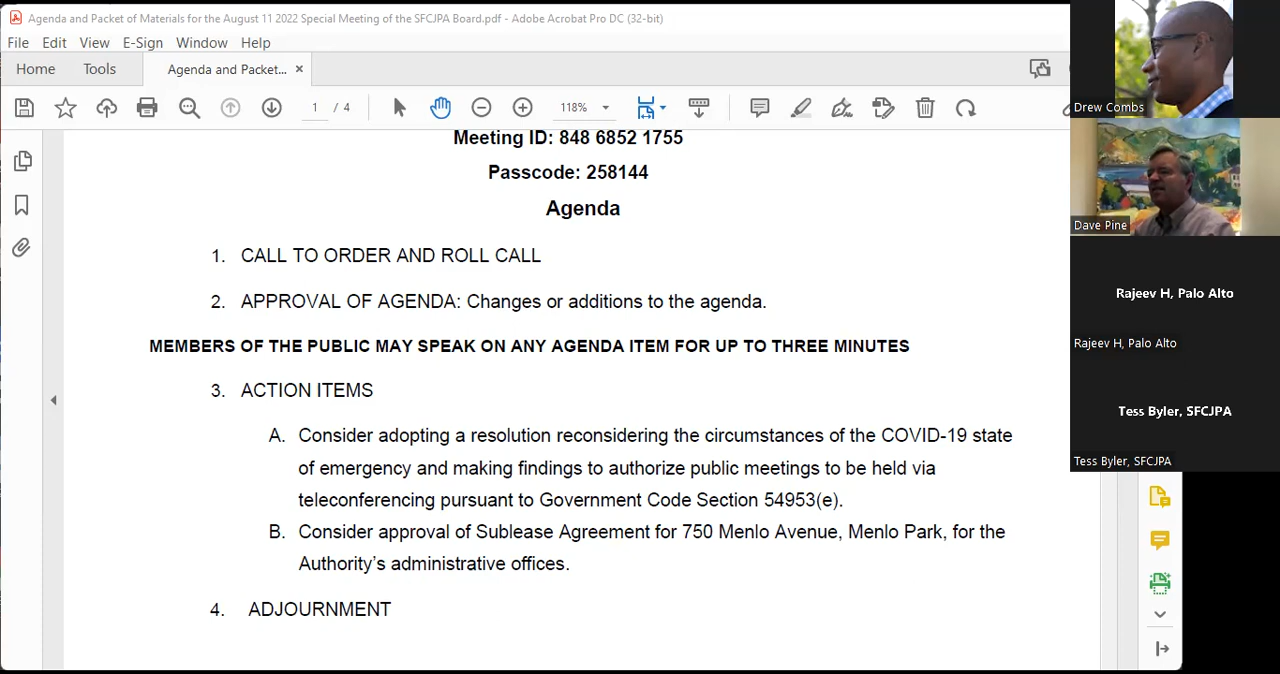 Agenda and Packet of Materials for the August 11 2022 Special Meeting of the SFCJPA Board.pdf - Adobe Acrobat Pro DC (32-bit)
File Edit View E-Sign Window Help
Home Tools Agenda and Packet... ×
1 / 4 118%
Meeting ID: 848 6852 1755
Passcode: 258144
Agenda
1. CALL TO ORDER AND ROLL CALL
2. APPROVAL OF AGENDA: Changes or additions to the agenda.
MEMBERS OF THE PUBLIC MAY SPEAK ON ANY AGENDA ITEM FOR UP TO THREE MINUTES
3. ACTION ITEMS
A. Consider adopting a resolution reconsidering the circumstances of the COVID-19 state
of emergency and making findings to authorize public meetings to be held via
teleconferencing pursuant to Government Code Section 54953(e).
B. Consider approval of Sublease Agreement for 750 Menlo Avenue, Menlo Park, for the
Authority's administrative offices.
4. ADJOURNMENT
Drew Combs
Dave Pine
Rajeev H, Palo Alto
Rajeev H, Palo Alto
Tess Byler, SFCJPA
Tess Byler, SFCJPA